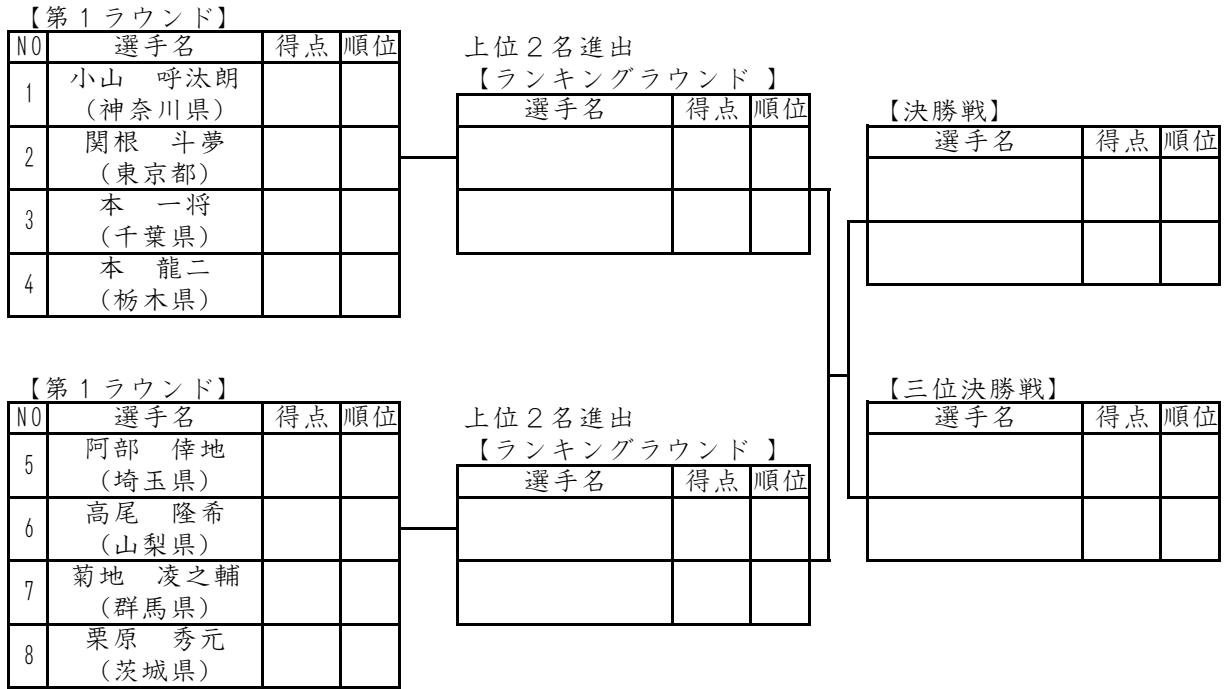 【第１ラウンド】
NO 選手名 得点 順位
1 小山　呼汰朗
（神奈川県）
2 関根　斗夢
（東京都）
3 本　一将
（千葉県）
4 本　龍二
（栃木県）
上位２名進出
【ランキングラウンド 】
選手名 得点 順位
【決勝戦】
選手名 得点 順位
【第１ラウンド】
NO 選手名 得点 順位
5 阿部　倖地
（埼玉県）
6 高尾　隆希
（山梨県）
7 菊地　凌之輔
（群馬県）
8 栗原　秀元
（茨城県）
上位２名進出
【ランキングラウンド 】
選手名 得点 順位
【三位決勝戦】
選手名 得点 順位